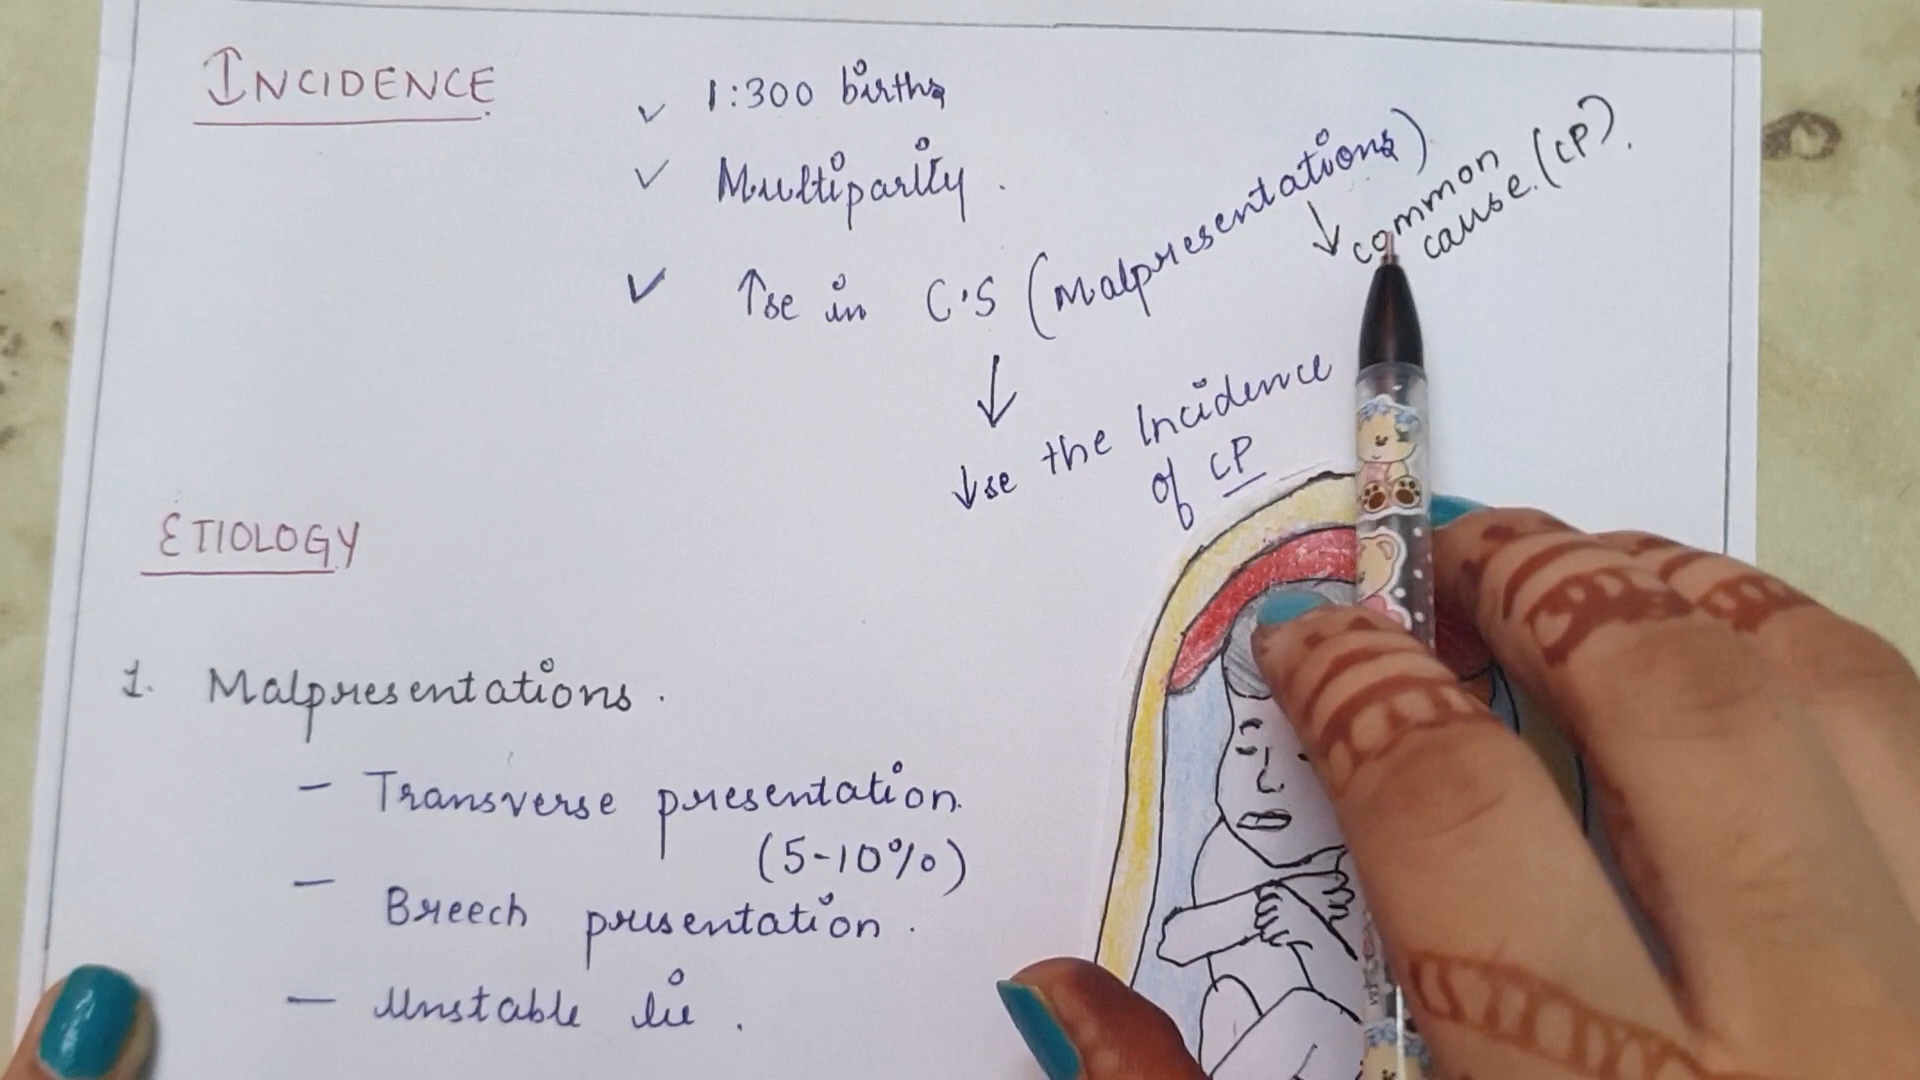 INCIDENCE
✓ 1:300 births
✓ Multiparity.
✓ ↑se in C.S (Malpresentations)
↓ common
cause. (CP).
↓
↓se the Incidence
of CP
ETIOLOGY
1. Malpresentations.
– Transverse presentation.
(5-10%)
– Breech presentation.
– Unstable lie.